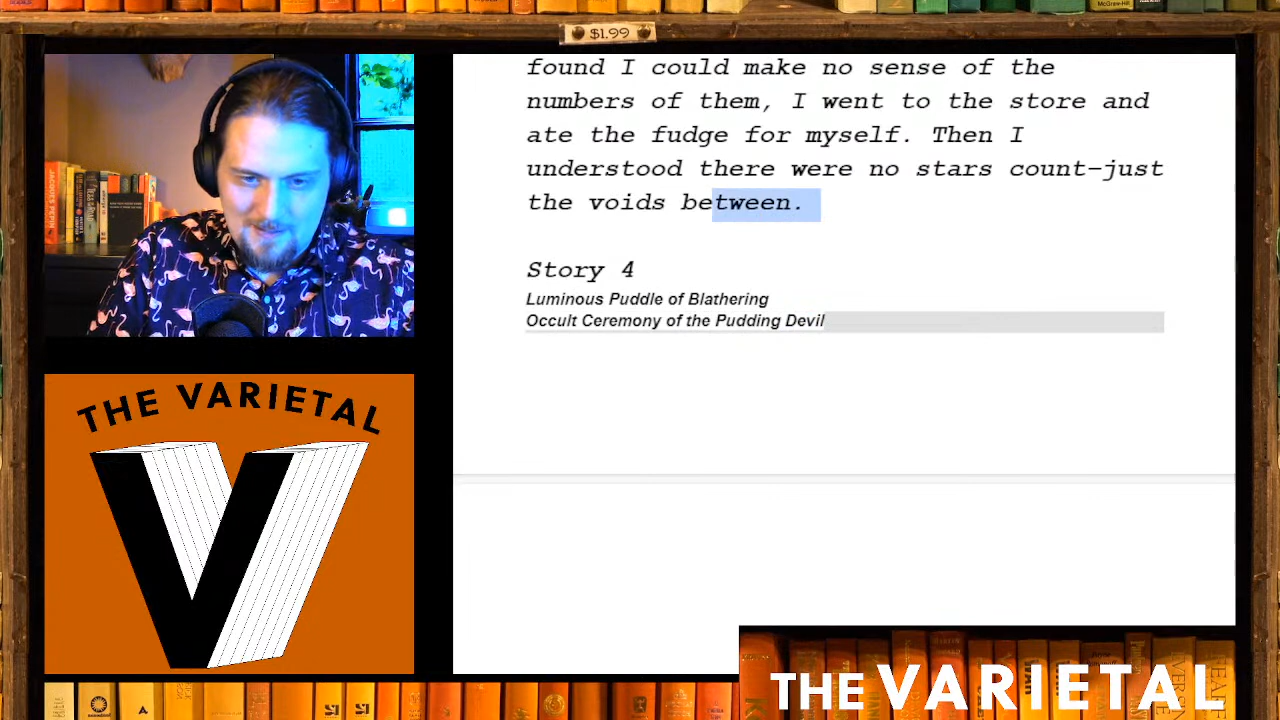 $1.99
found I could make no sense of the
numbers of them, I went to the store and
ate the fudge for myself. Then I
understood there were no stars count—just
the voids between.
Story 4
Luminous Puddle of Blathering
Occult Ceremony of the Pudding Devil
THE VARIETAL
V
THE VARIETAL